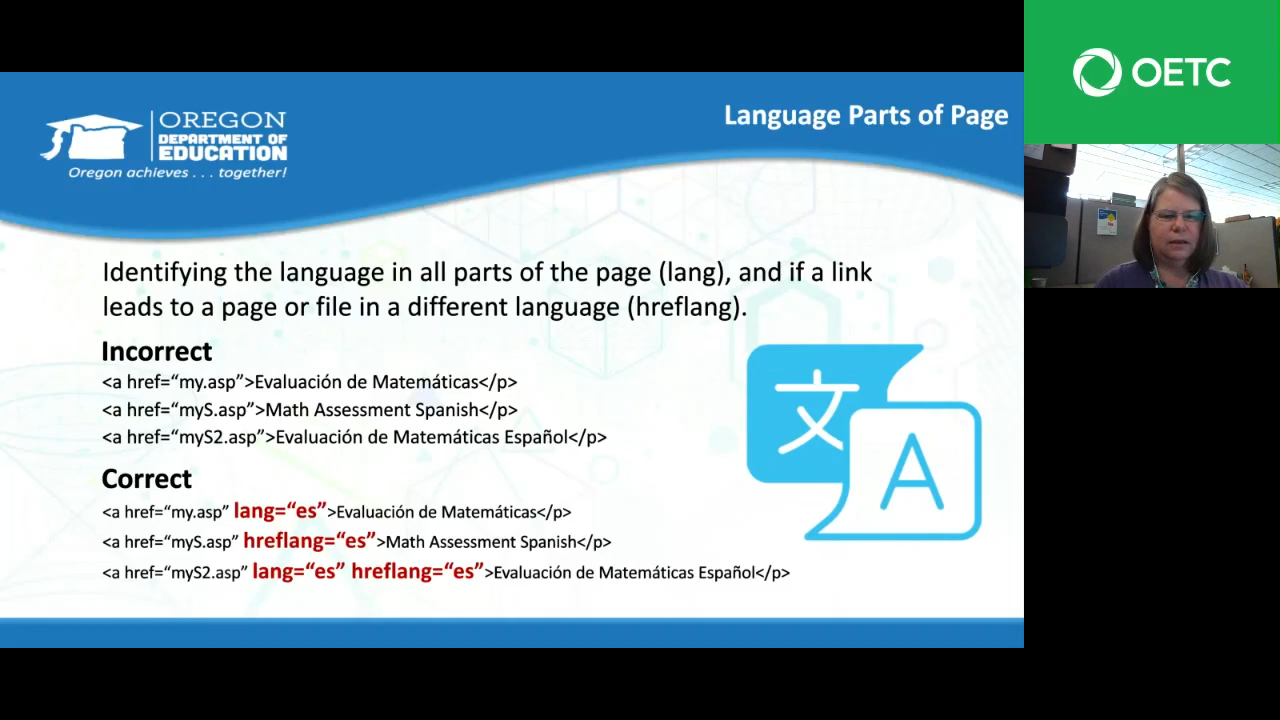 OETC
OREGON
DEPARTMENT OF
EDUCATION
Oregon achieves . . . together!
Language Parts of Page
Identifying the language in all parts of the page (lang), and if a link
leads to a page or file in a different language (hreflang).
Incorrect
<a href=“my.asp”>Evaluación de Matemáticas</p>
<a href=“myS.asp”>Math Assessment Spanish</p>
<a href=“myS2.asp”>Evaluación de Matemáticas Español</p>
Correct
<a href=“my.asp” lang=“es”>Evaluación de Matemáticas</p>
<a href=“myS.asp” hreflang=“es”>Math Assessment Spanish</p>
<a href=“myS2.asp” lang=“es” hreflang=“es”>Evaluación de Matemáticas Español</p>
文
A